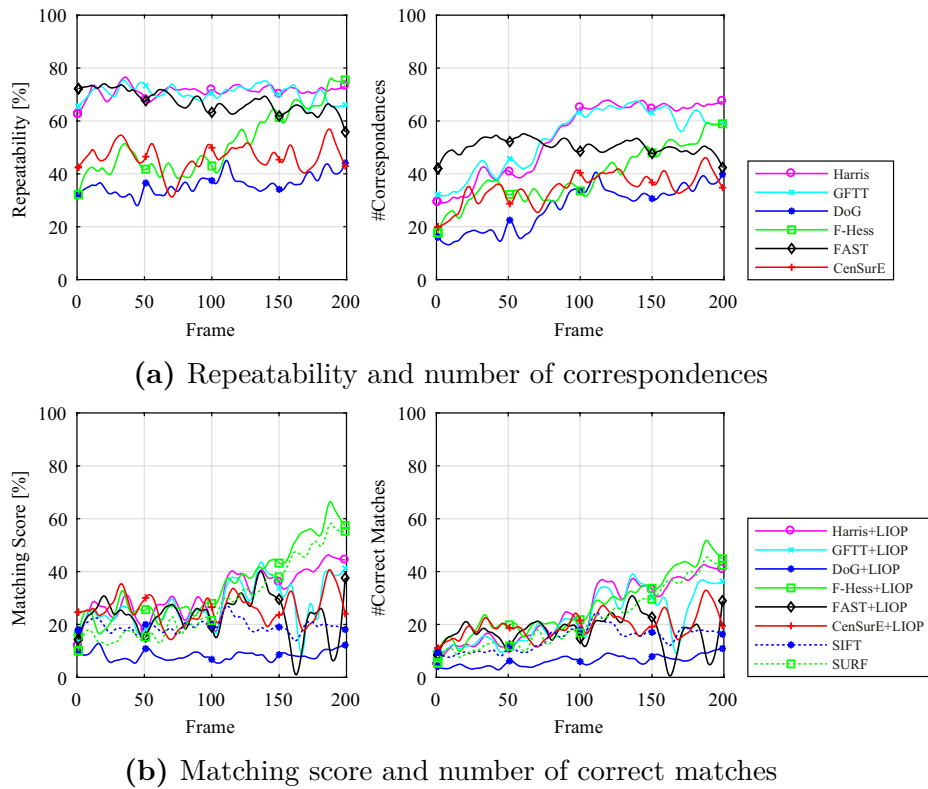 100
80
60
40
20
0
0 50 100 150 200
Repeatability [%]
Frame
100
80
60
40
20
0
0 50 100 150 200
#Correspondences
Frame
Harris
GFTT
DoG
F-Hess
FAST
CenSurE
(a) Repeatability and number of correspondences
100
80
60
40
20
0
0 50 100 150 200
Matching Score [%]
Frame
100
80
60
40
20
0
0 50 100 150 200
#Correct Matches
Frame
Harris+LIOP
GFTT+LIOP
DoG+LIOP
F-Hess+LIOP
FAST+LIOP
CenSurE+LIOP
SIFT
SURF
(b) Matching score and number of correct matches